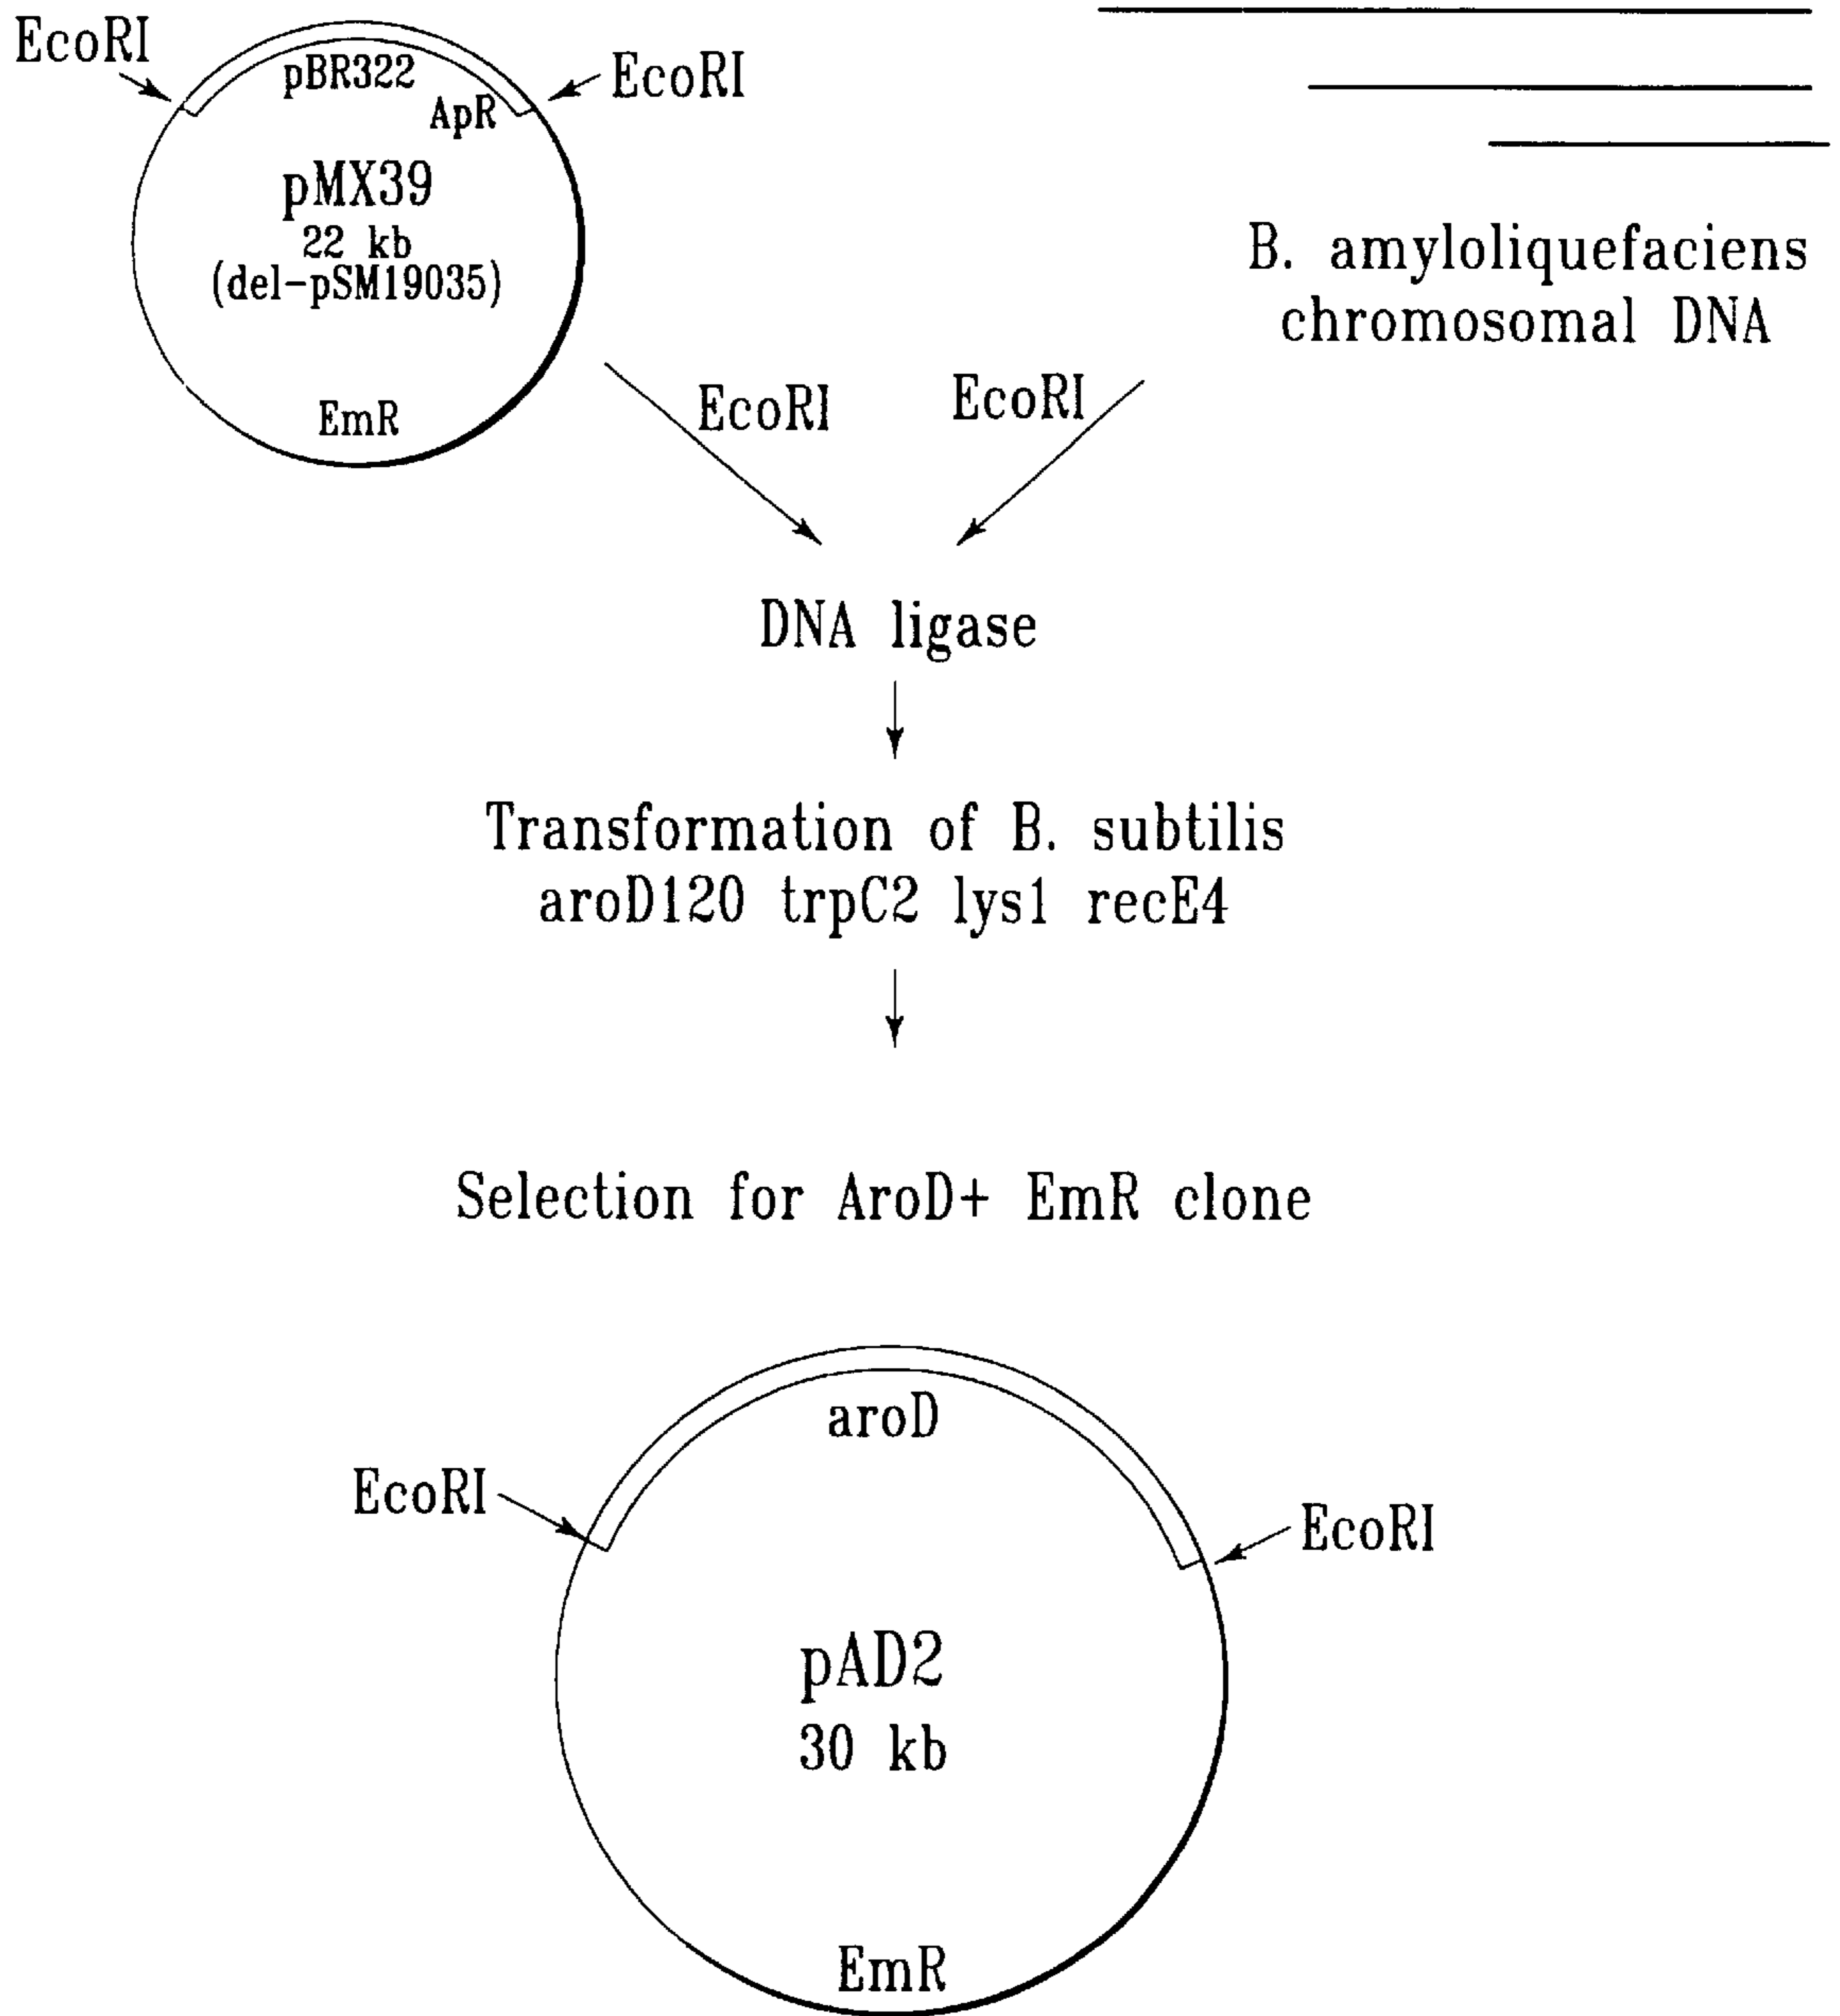 EcoRI
pBR322
ApR
EcoRI
pMX39
22 kb
(del-pSM19035)
EmR
B. amyloliquefaciens
chromosomal DNA
EcoRI
EcoRI
DNA ligase
Transformation of B. subtilis
aroD120 trpC2 lys1 recE4
Selection for AroD+ EmR clone
aroD
EcoRI
EcoRI
pAD2
30 kb
EmR